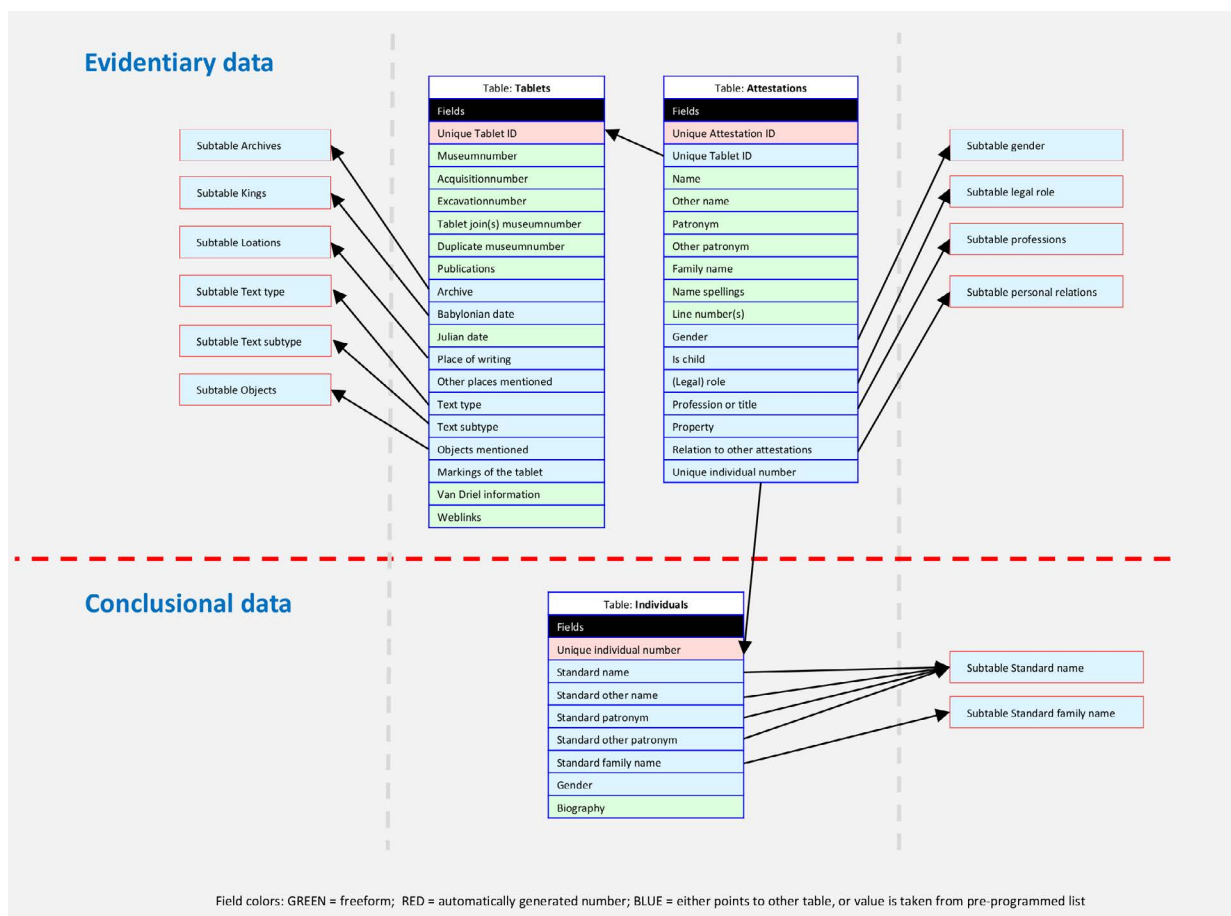 Evidentiary data
Subtable Archives
Subtable Kings
Subtable Loations
Subtable Text type
Subtable Text subtype
Subtable Objects
Table: Tablets
Fields
Unique Tablet ID
Museumnumber
Acquisitionnumber
Excavationnumber
Tablet join(s) museumnumber
Duplicate museumnumber
Publications
Archive
Babylonian date
Julian date
Place of writing
Other places mentioned
Text type
Text subtype
Objects mentioned
Markings of the tablet
Van Driel information
Weblinks
Table: Attestations
Fields
Unique Attestation ID
Unique Tablet ID
Name
Other name
Patronym
Other patronym
Family name
Name spellings
Line number(s)
Gender
Is child
(Legal) role
Profession or title
Property
Relation to other attestations
Unique individual number
Subtable gender
Subtable legal role
Subtable professions
Subtable personal relations
Conclusional data
Table: Individuals
Fields
Unique individual number
Standard name
Standard other name
Standard patronym
Standard other patronym
Standard family name
Gender
Biography
Subtable Standard name
Subtable Standard family name
Field colors: GREEN = freeform; RED = automatically generated number; BLUE = either points to other table, or value is taken from pre-programmed list